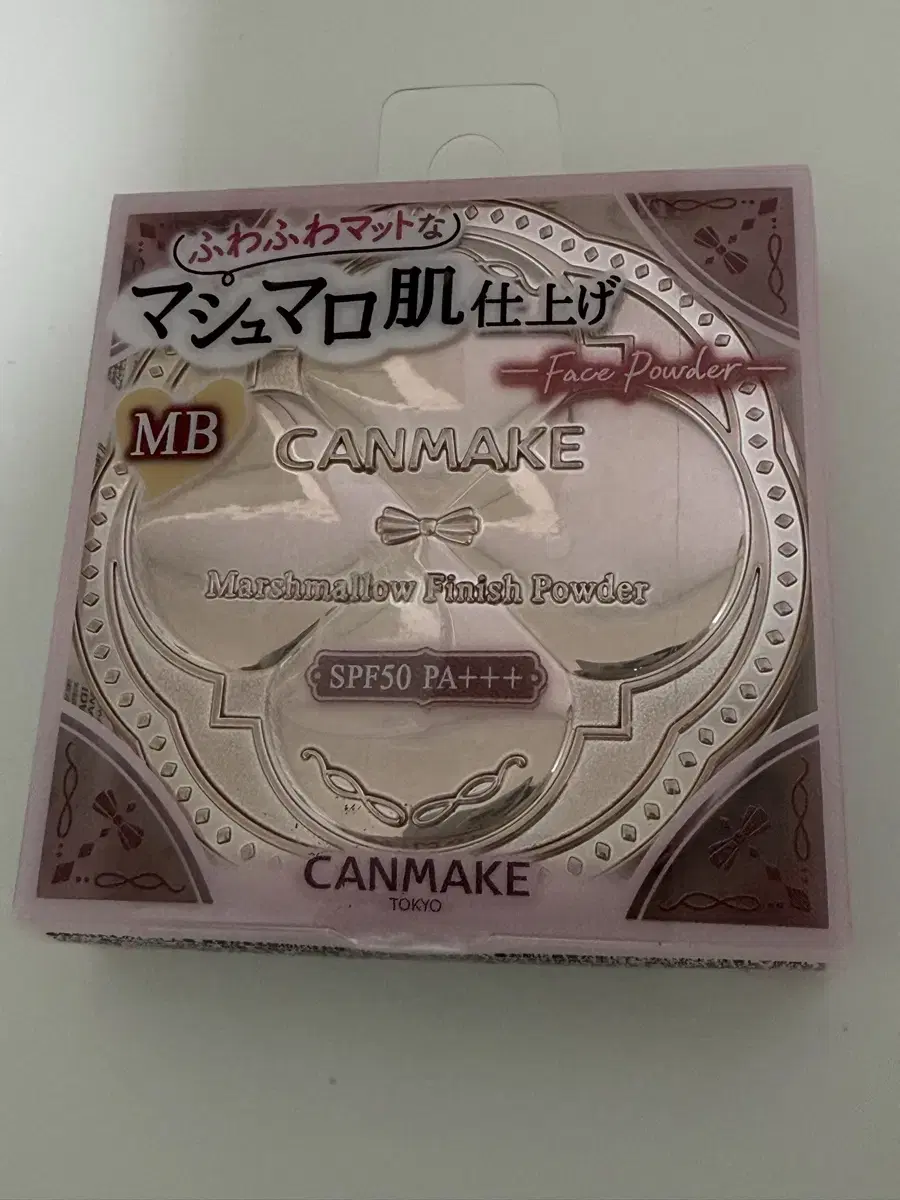 ふわふわマットな
マシュマロ肌仕上げ
Face Powder
MB
CANMAKE
Marshmallow Finish Powder
SPF50 PA+++
CANMAKE
TOKYO